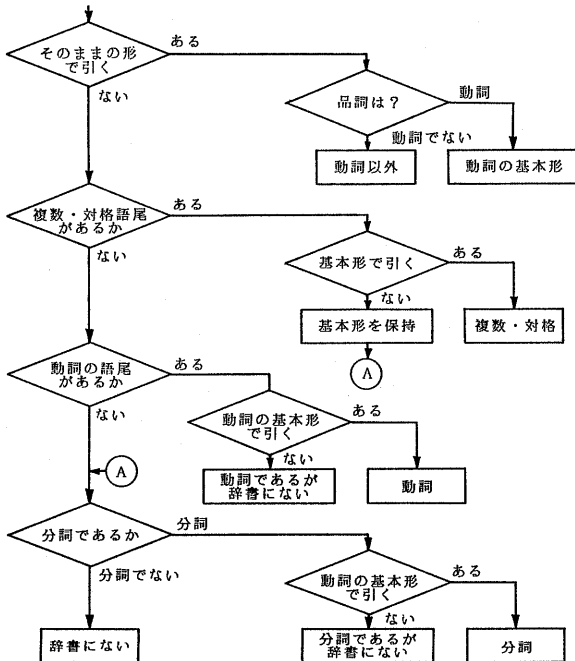 そのままの形
で引く
ある
ない
品詞は？
動詞
動詞でない
動詞以外
動詞の基本形
複数・対格語尾
があるか
ある
ない
基本形で引く
ある
ない
基本形を保持
複数・対格
A
動詞の語尾
があるか
ある
ない
動詞の基本形
で引く
ある
ない
動詞であるが
辞書にない
動詞
A
分詞であるか
分詞
分詞でない
動詞の基本形
で引く
ある
ない
辞書にない
分詞であるが
辞書にない
分詞